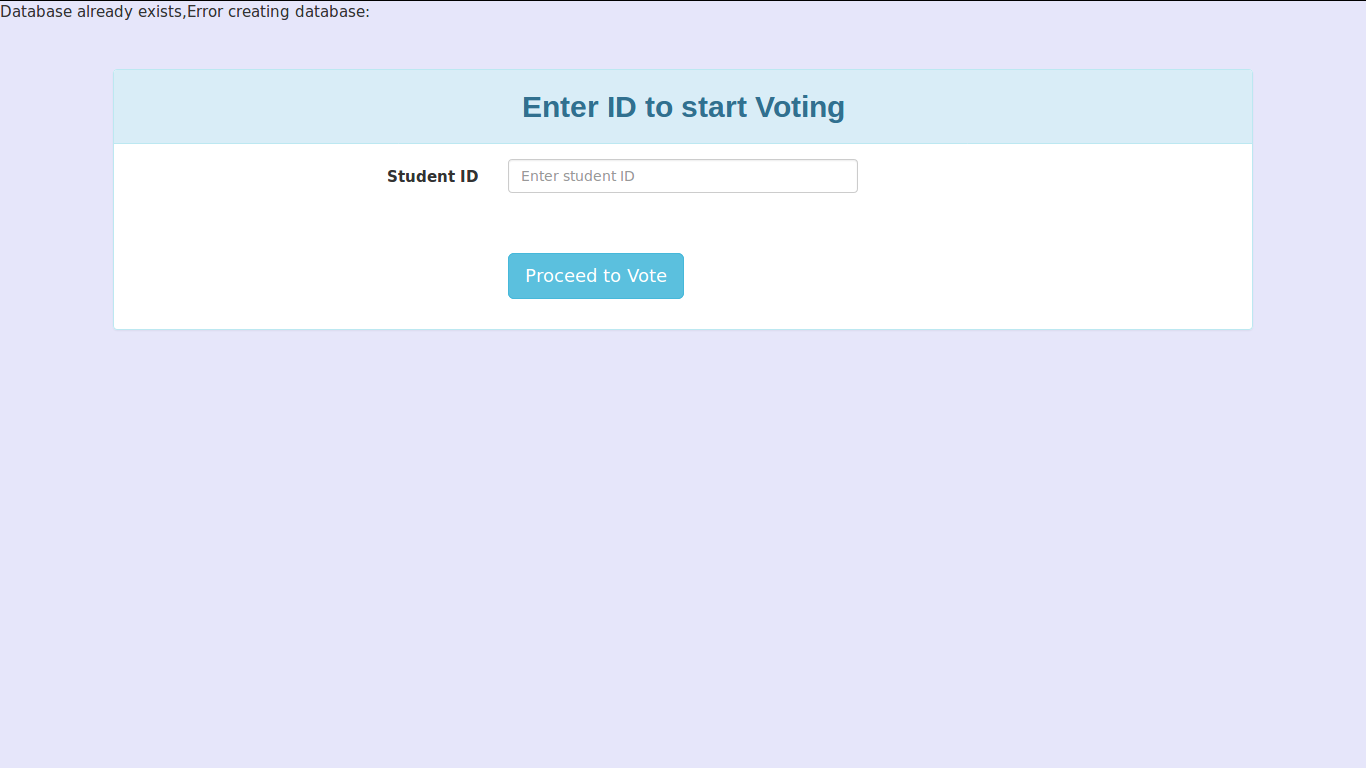 Database already exists,Error creating database:
Enter ID to start Voting
Student ID
Enter student ID
Proceed to Vote